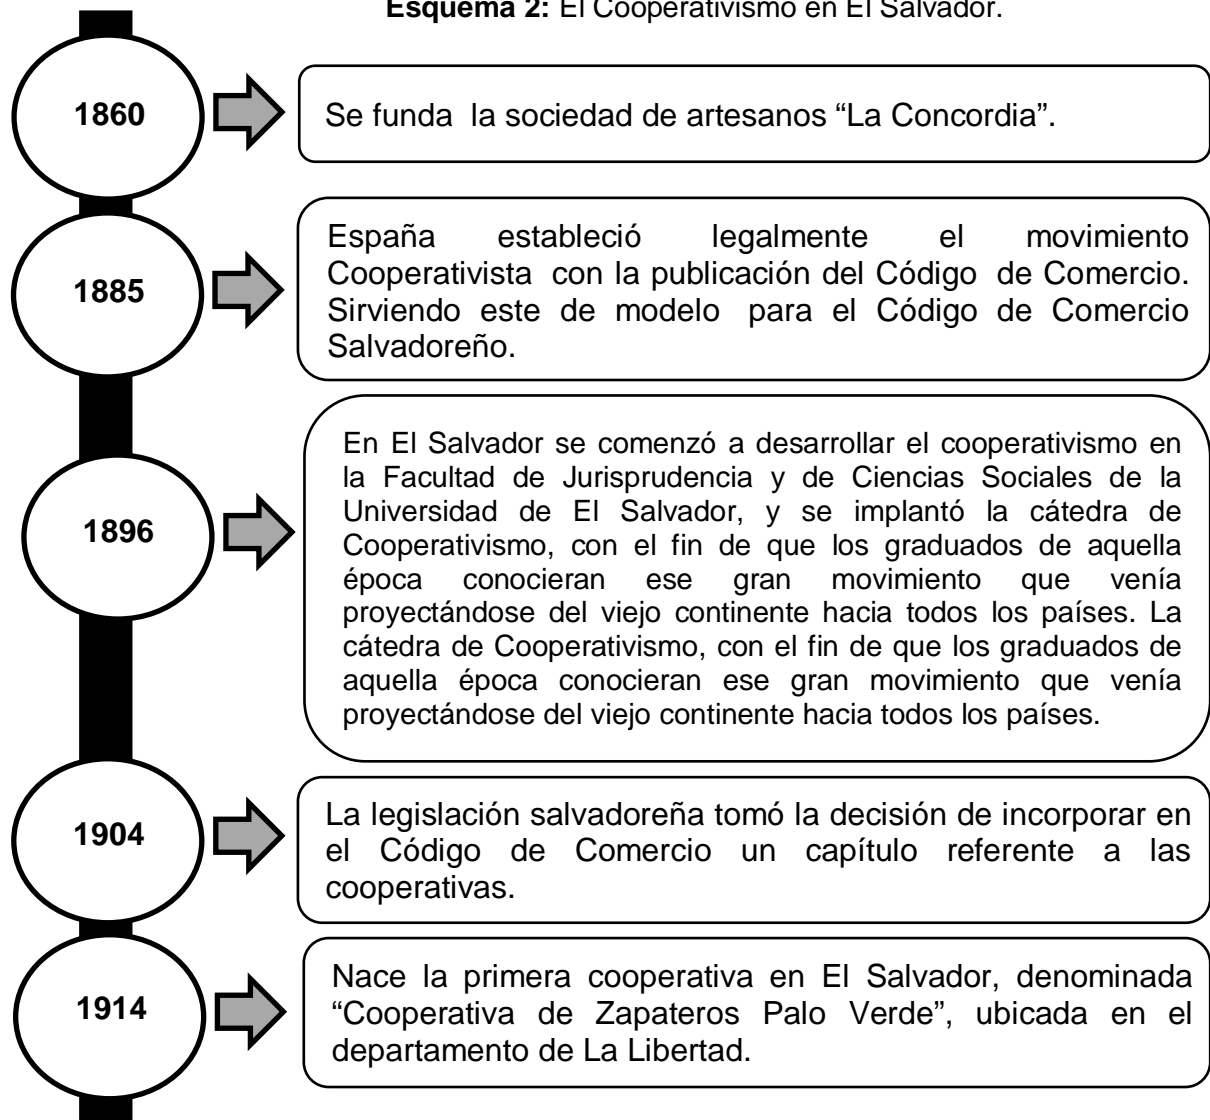 Esquema 2: El Cooperativismo en El Salvador.
1860
Se funda la sociedad de artesanos “La Concordia”.
1885
España estableció legalmente el movimiento
Cooperativista con la publicación del Código de Comercio.
Sirviendo este de modelo para el Código de Comercio
Salvadoreño.
1896
En El Salvador se comenzó a desarrollar el cooperativismo en
la Facultad de Jurisprudencia y de Ciencias Sociales de la
Universidad de El Salvador, y se implantó la cátedra de
Cooperativismo, con el fin de que los graduados de aquella
época conocieran ese gran movimiento que venía
proyectándose del viejo continente hacia todos los países. La
cátedra de Cooperativismo, con el fin de que los graduados de
aquella época conocieran ese gran movimiento que venía
proyectándose del viejo continente hacia todos los países.
1904
La legislación salvadoreña tomó la decisión de incorporar en
el Código de Comercio un capítulo referente a las
cooperativas.
1914
Nace la primera cooperativa en El Salvador, denominada
“Cooperativa de Zapateros Palo Verde”, ubicada en el
departamento de La Libertad.